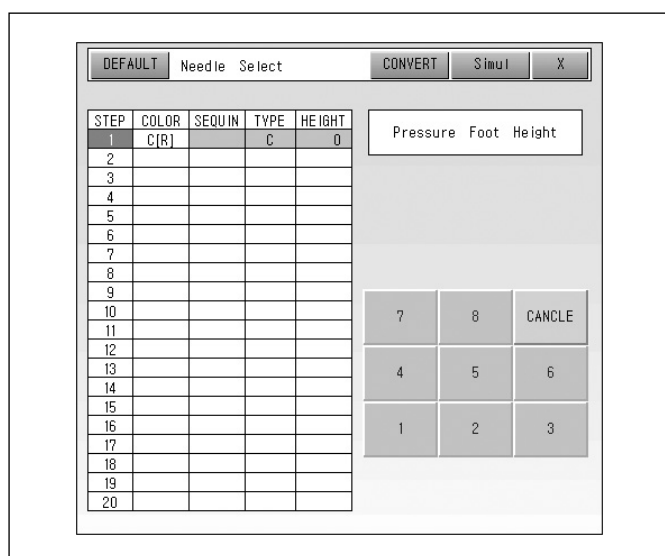 DEFAULT Needle Select CONVERT Simul X
STEP COLOR SEQUIN TYPE HEIGHT
1 C[R] C 0
2
3
4
5
6
7
8
9
10
11
12
13
14
15
16
17
18
19
20
Pressure Foot Height
7 8 CANCLE
4 5 6
1 2 3